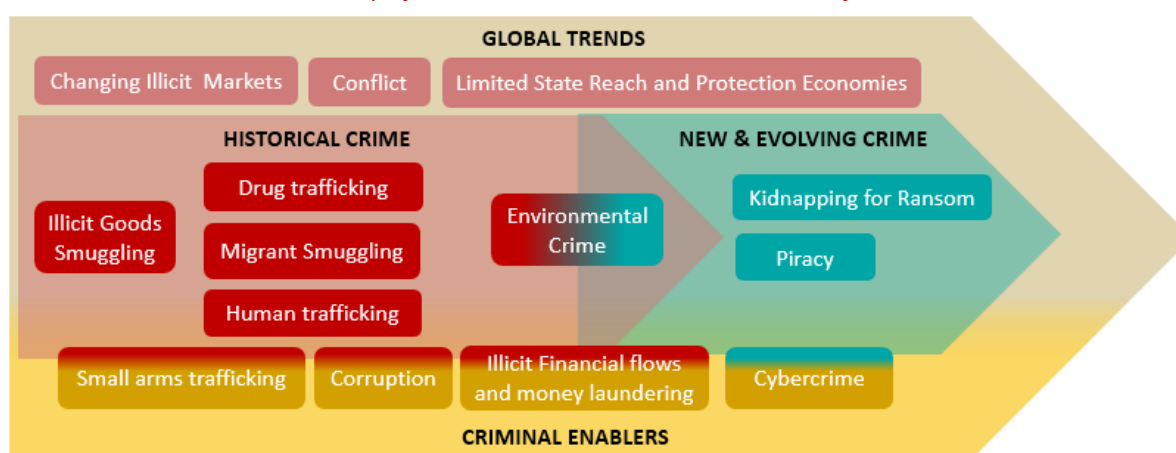 GLOBAL TRENDS
Changing Illicit Markets
Conflict
Limited State Reach and Protection Economies
HISTORICAL CRIME
NEW & EVOLVING CRIME
Illicit Goods
Smuggling
Drug trafficking
Migrant Smuggling
Human trafficking
Environmental
Crime
Kidnapping for Ransom
Piracy
Small arms trafficking
Corruption
Illicit Financial flows
and money laundering
Cybercrime
CRIMINAL ENABLERS